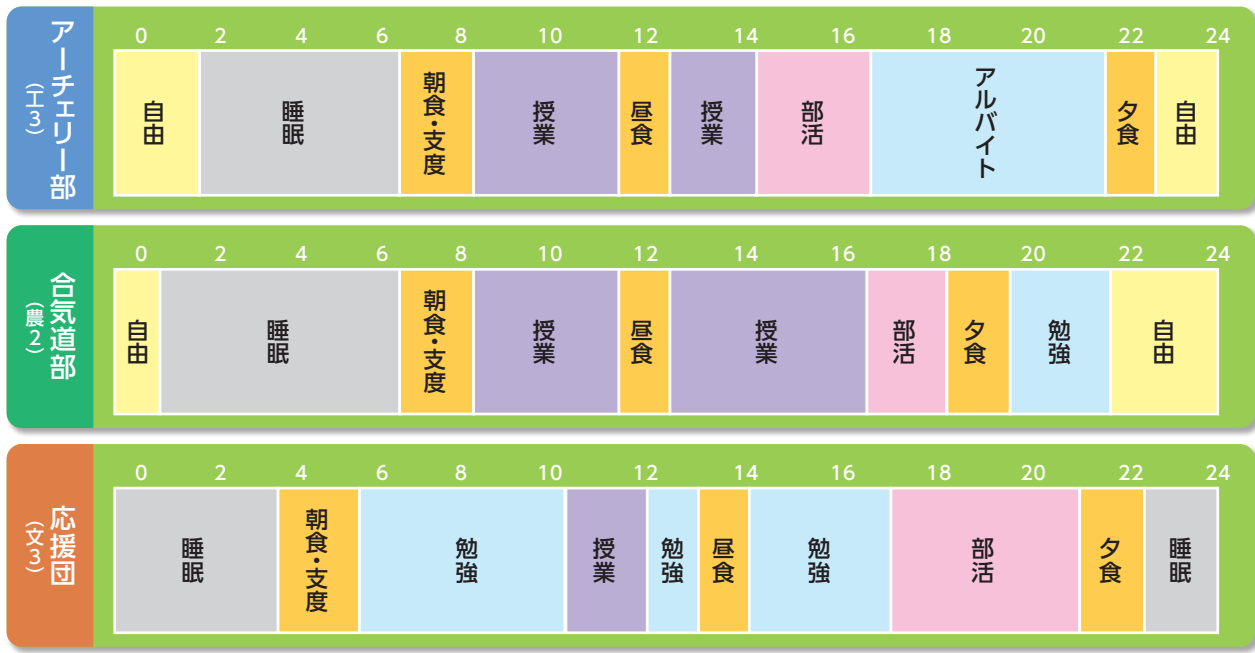 アーチェリー部
(工3)
0 2 4 6 8 10 12 14 16 18 20 22 24
自由 睡眠 朝食・支度 授業 昼食 授業 部活 アルバイト 夕食 自由
合気道部
(農2)
0 2 4 6 8 10 12 14 16 18 20 22 24
自由 睡眠 朝食・支度 授業 昼食 授業 部活 夕食 勉強 自由
応援団
(文3)
0 2 4 6 8 10 12 14 16 18 20 22 24
睡眠 朝食・支度 勉強 授業 勉強 昼食 勉強 部活 夕食 睡眠